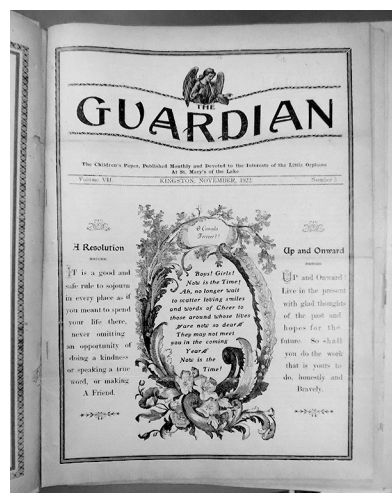 THE
GUARDIAN
The Children's Paper, Published Monthly and Devoted to the Interests of the Little Orphans
At St. Mary's of the Lake
Volume VII. KINGSTON, NOVEMBER, 1922 Number 5
A Resolution
IT is a good and
safe rule to sojourn
in every place as if
you meant to spend
your life there,
never omitting
an opportunity of
doing a kindness
or speaking a true
word, or making
A Friend.
Boys! Girls!
Now is the Time!
Ah, no longer wait
to scatter loving smiles
and words of Cheer to
those around whose lives
are now so dear
They may not meet
you in the coming
Year
Now is the
Time!
Up and Onward
UP and Onward
Live in the present
with glad thoughts
of the past and
hopes for the
future. So shall
you do the work
that is yours to
do, honestly and
Bravely.